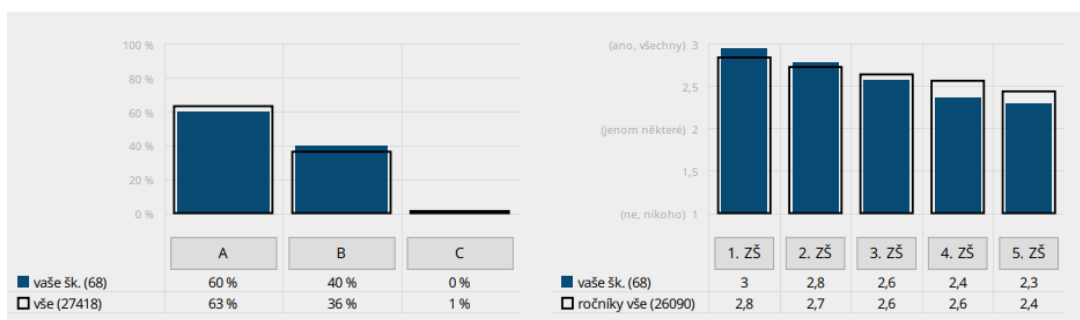 100 %
80 %
60 %
40 %
20 %
0 %
A B C
vaše šk. (68) 60 % 40 % 0 %
vše (27418) 63 % 36 % 1 %
(ano, všechny) 3
2,5
(jenom některé) 2
1,5
(ne, nikoho) 1
1. ZŠ 2. ZŠ 3. ZŠ 4. ZŠ 5. ZŠ
vaše šk. (68) 3 2,8 2,6 2,4 2,3
ročníky vše (26090) 2,8 2,7 2,6 2,6 2,4